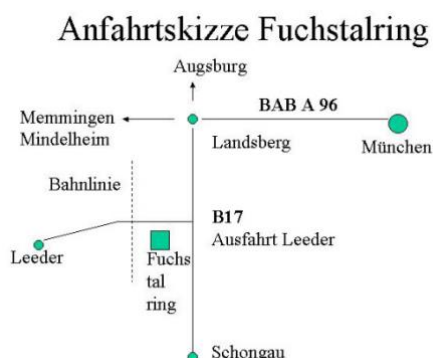 Anfahrtskizze Fuchstalring
Augsburg
BAB A 96
Memmingen
Mindelheim
Landsberg
München
Bahnlinie
B17
Ausfahrt Leeder
Leeder
Fuchs
tal
ring
Schongau